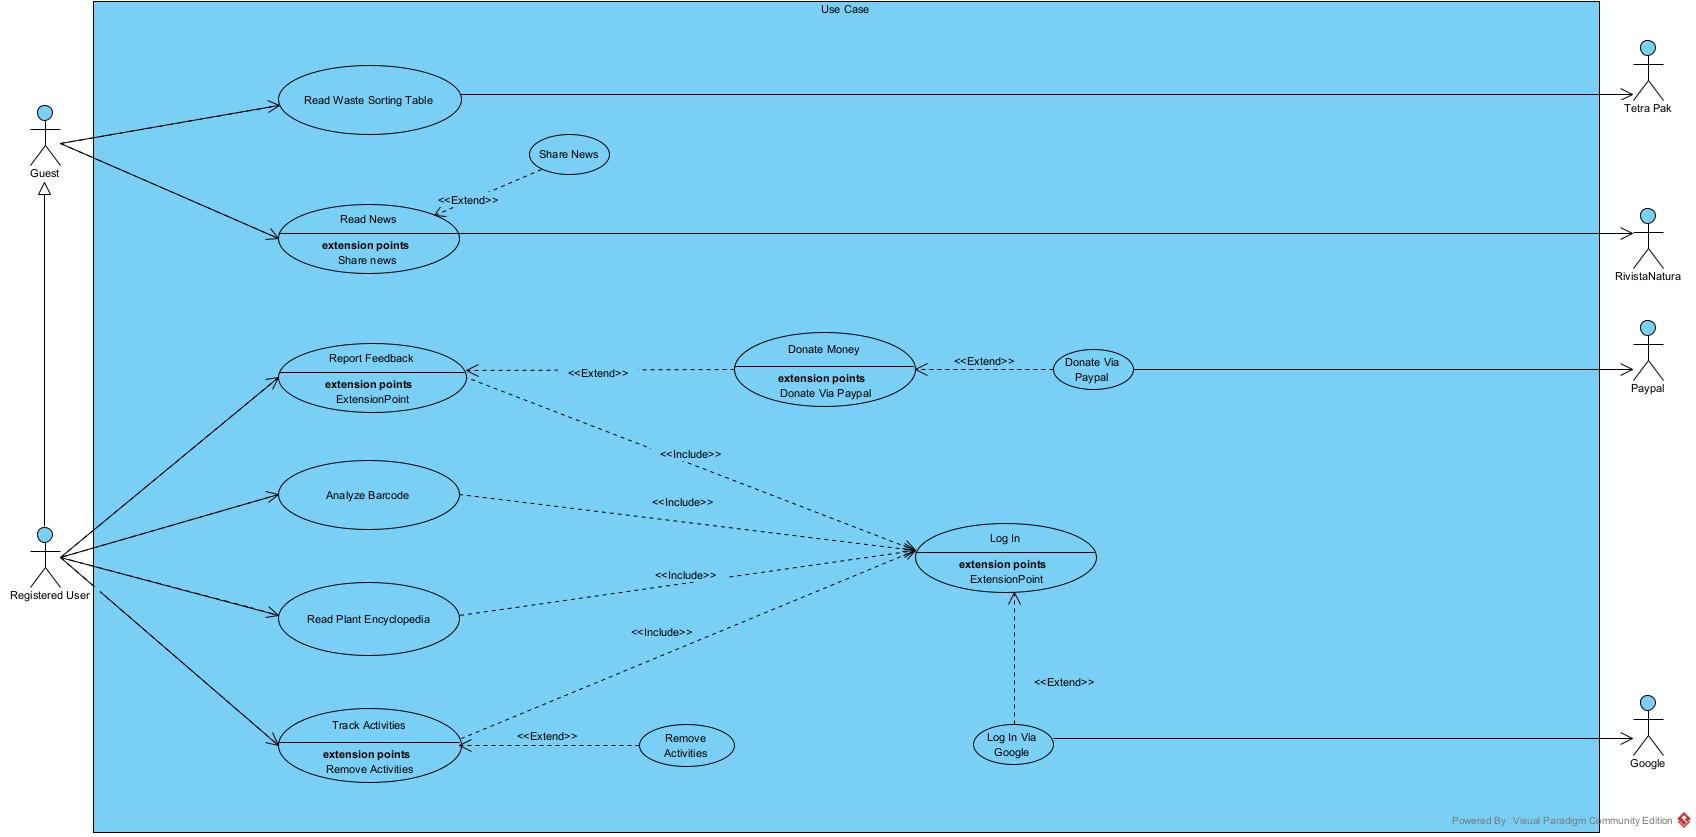 Use Case
Read Waste Sorting Table
Tetra Pak
Share News
Guest
<<Extend>>
Read News
extension points
Share news
RivistaNatura
Report Feedback
extension points
ExtensionPoint
<<Extend>>
Donate Money
extension points
Donate Via Paypal
<<Extend>>
Donate Via
Paypal
Paypal
<<Include>>
Analyze Barcode
<<Include>>
Log In
extension points
ExtensionPoint
<<Include>>
Registered User
Read Plant Encyclopedia
<<Include>>
<<Extend>>
Track Activities
extension points
Remove Activities
<<Extend>>
Remove
Activities
Log In Via
Google
Google
Powered By Visual Paradigm Community Edition